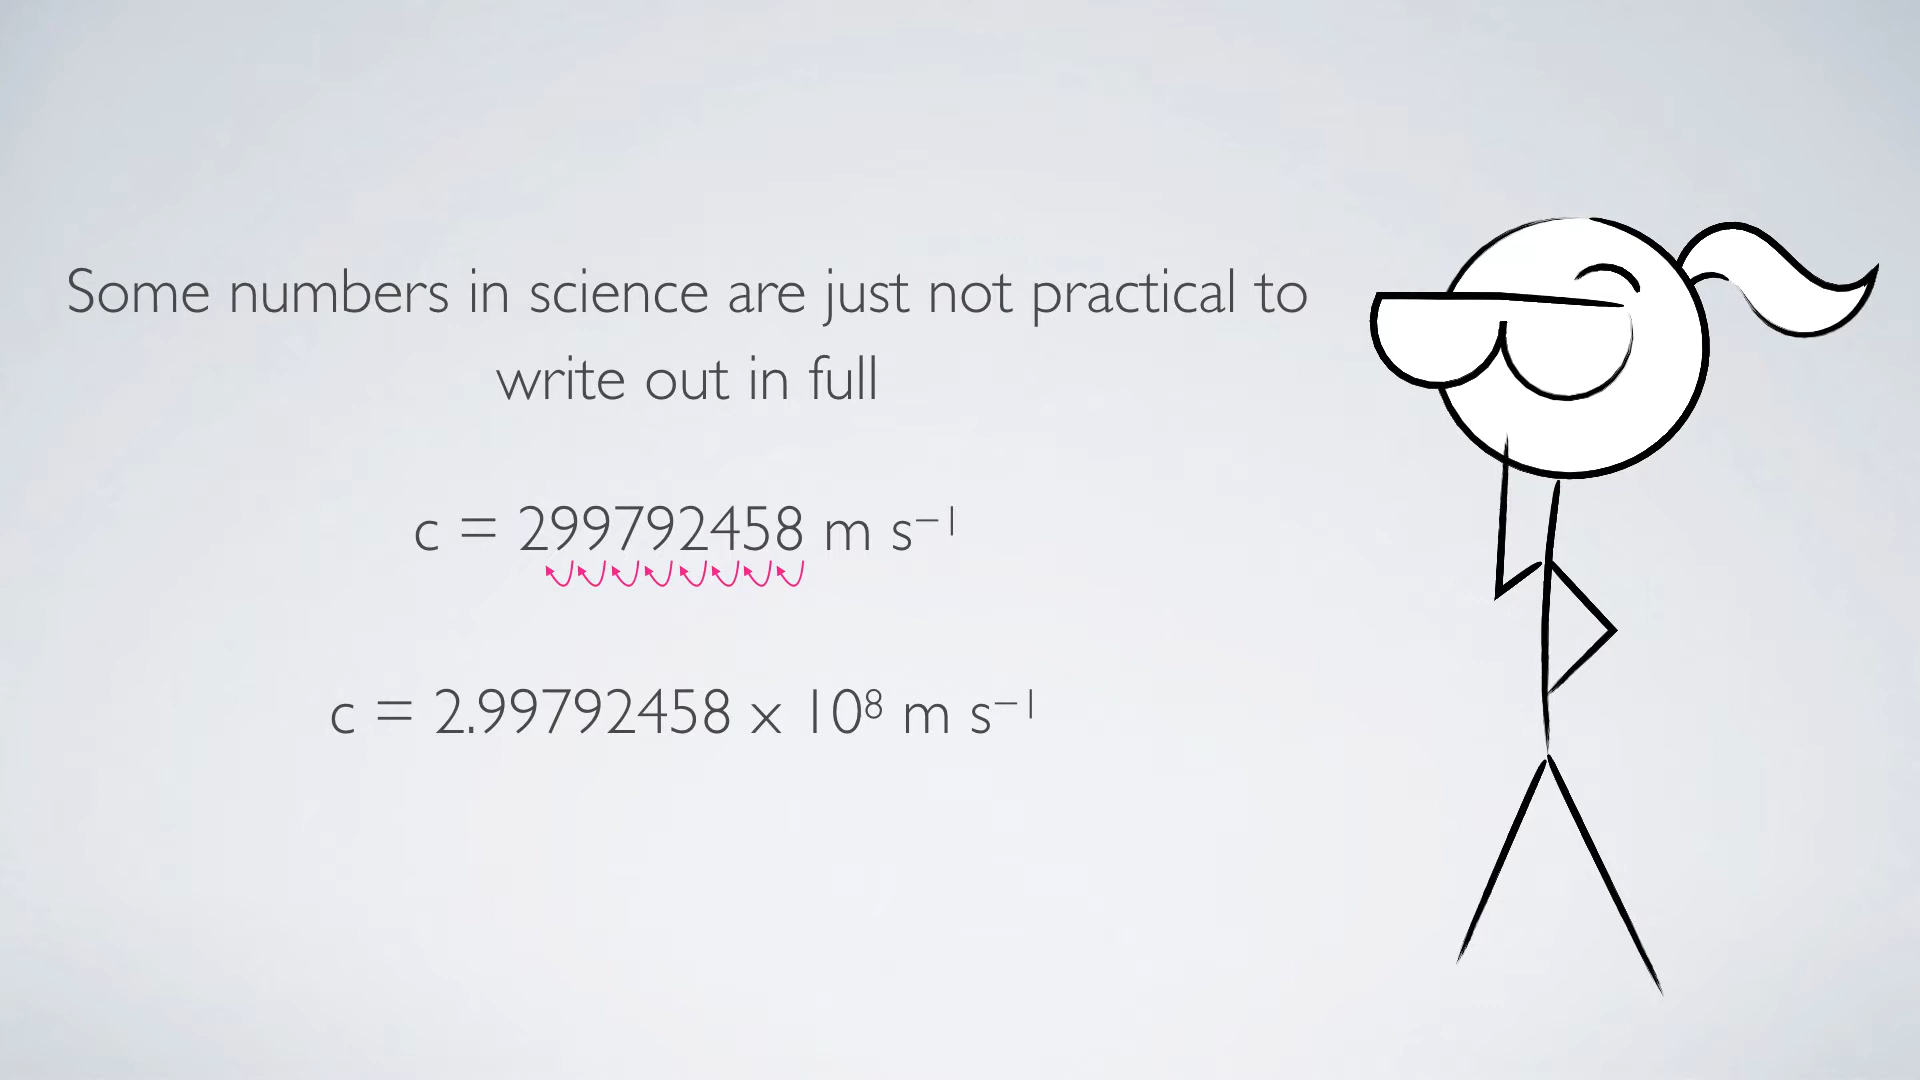 Some numbers in science are just not practical to
write out in full
c = 299792458 m s⁻¹
c = 2.99792458 x 10⁸ m s⁻¹